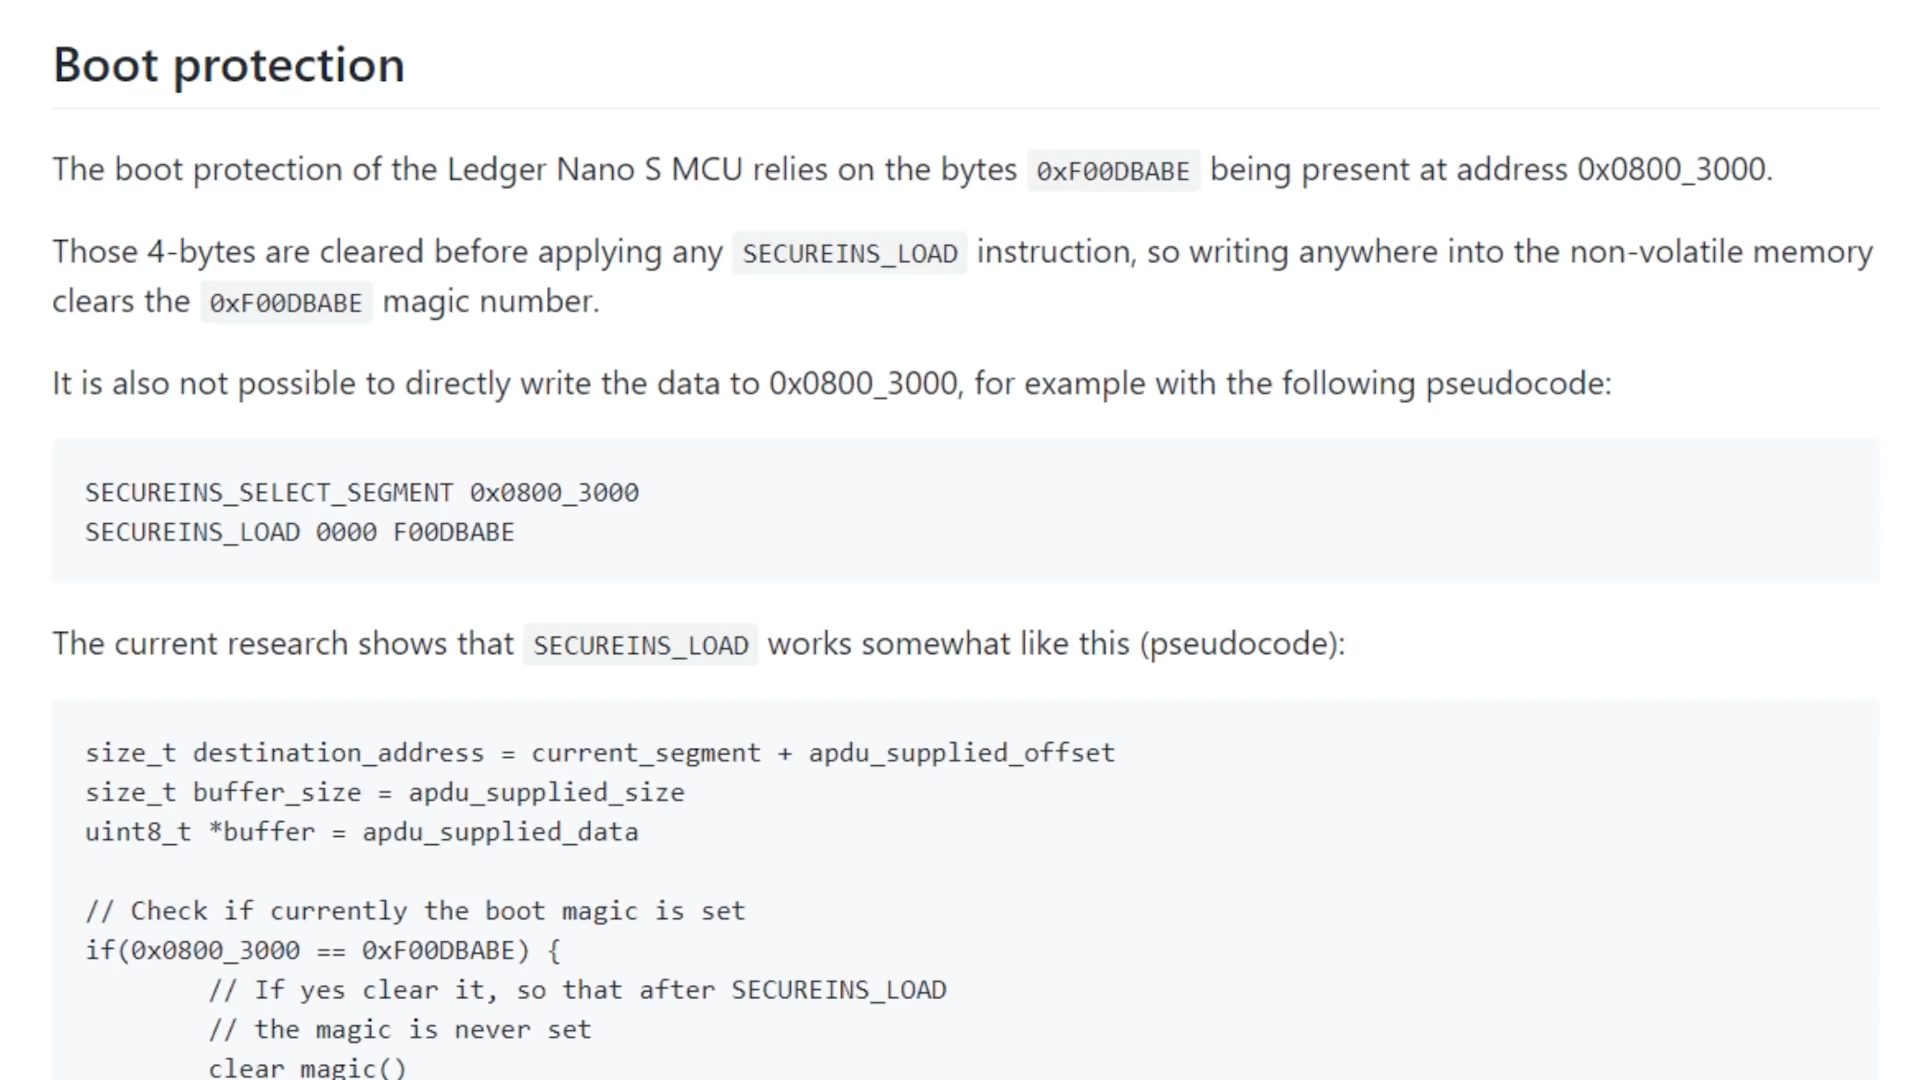 Boot protection
The boot protection of the Ledger Nano S MCU relies on the bytes 0xF00DBABE being present at address 0x0800_3000.
Those 4-bytes are cleared before applying any SECUREINS_LOAD instruction, so writing anywhere into the non-volatile memory
clears the 0xF00DBABE magic number.
It is also not possible to directly write the data to 0x0800_3000, for example with the following pseudocode:
SECUREINS_SELECT_SEGMENT 0x0800_3000
SECUREINS_LOAD 0000 F00DBABE
The current research shows that SECUREINS_LOAD works somewhat like this (pseudocode):
size_t destination_address = current_segment + apdu_supplied_offset
size_t buffer_size = apdu_supplied_size
uint8_t *buffer = apdu_supplied_data
// Check if currently the boot magic is set
if(0x0800_3000 == 0xF00DBABE) {
// If yes clear it, so that after SECUREINS_LOAD
// the magic is never set
clear magic()